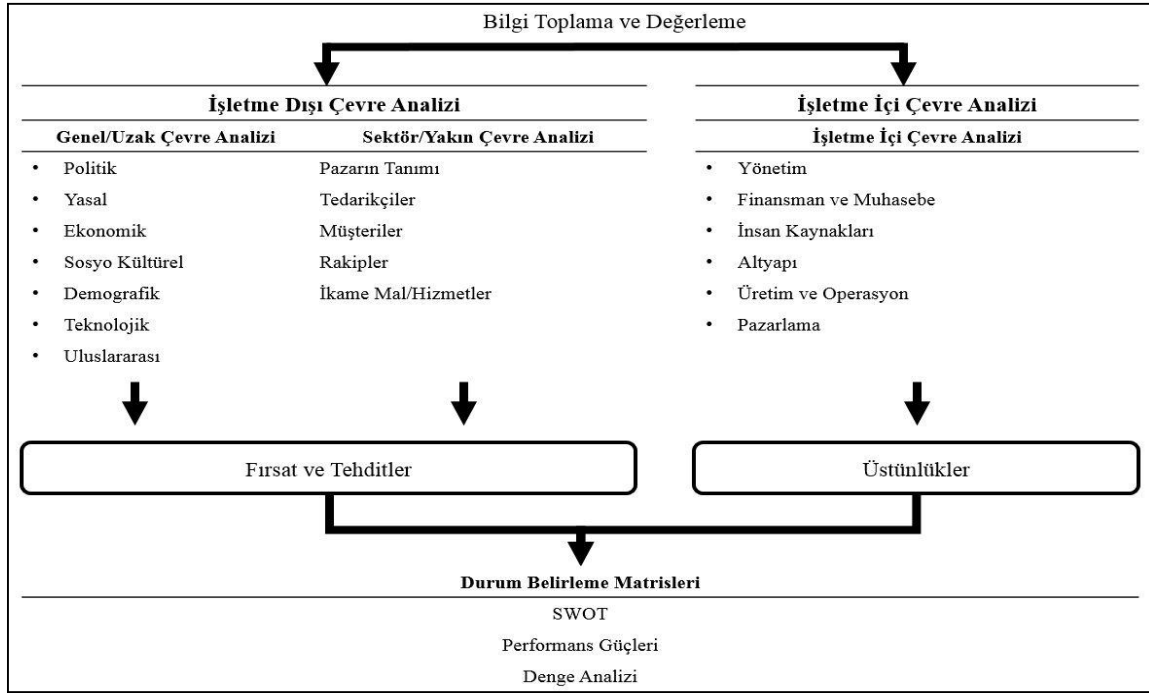 Bilgi Toplama ve Değerleme
İşletme Dışı Çevre Analizi
Genel/Uzak Çevre Analizi
• Politik
• Yasal
• Ekonomik
• Sosyo Kültürel
• Demografik
• Teknolojik
• Uluslararası
Sektör/Yakın Çevre Analizi
Pazarın Tanımı
Tedarikçiler
Müşteriler
Rakipler
İkame Mal/Hizmetler
İşletme İçi Çevre Analizi
İşletme İçi Çevre Analizi
• Yönetim
• Finansman ve Muhasebe
• İnsan Kaynakları
• Altyapı
• Üretim ve Operasyon
• Pazarlama
Fırsat ve Tehditler
Üstünlükler
Durum Belirleme Matrisleri
SWOT
Performans Güçleri
Denge Analizi